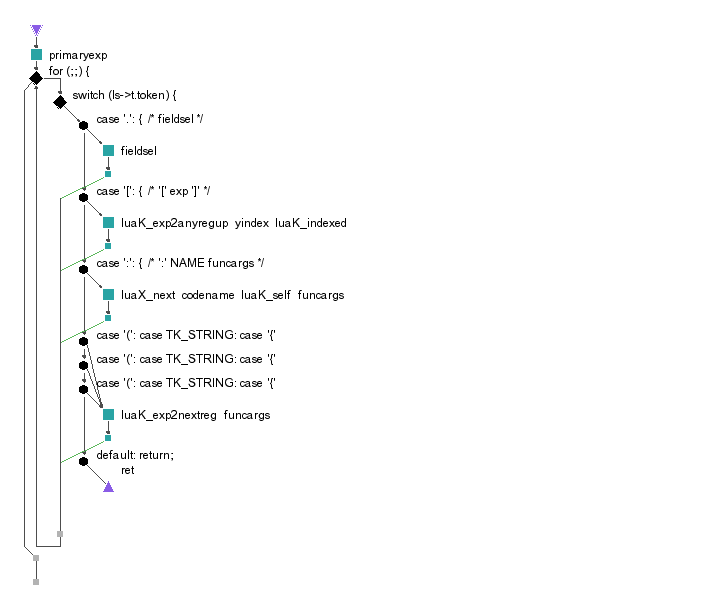 primaryexp
for (;;) {
switch (ls->t.token) {
case '.': {  /* fieldsel */
fieldsel
case '[': {  /* '[' exp ']' */
luaK_exp2anyregup  yindex  luaK_indexed
case ':': {  /* ':' NAME funcargs */
luaX_next  codename  luaK_self  funcargs
case '(': case TK_STRING: case '{'
case '(': case TK_STRING: case '{'
case '(': case TK_STRING: case '{'
luaK_exp2nextreg  funcargs
default: return;
ret